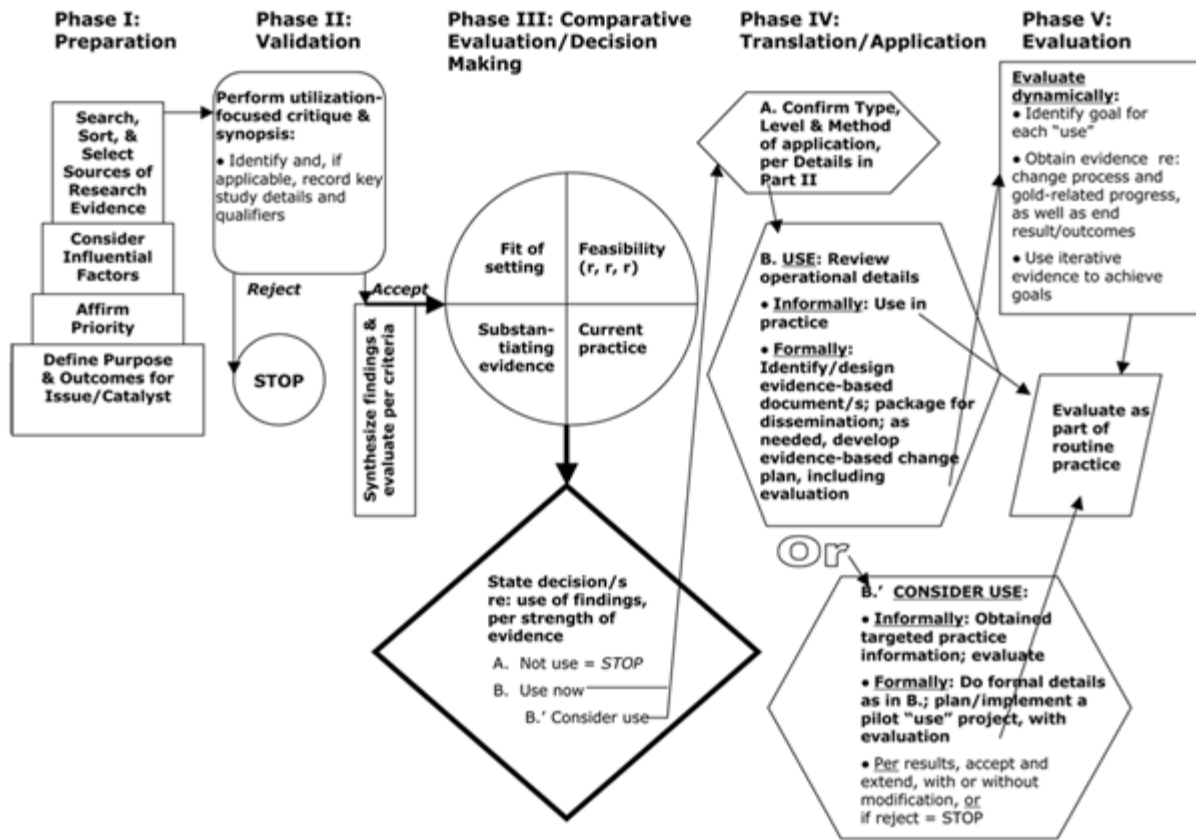 Phase I:
Preparation
Phase II:
Validation
Phase III: Comparative
Evaluation/Decision
Making
Phase IV:
Translation/Application
Phase V:
Evaluation
Search,
Sort, &
Select
Sources of
Research
Evidence
Consider
Influential
Factors
Affirm
Priority
Define Purpose
& Outcomes for
Issue/Catalyst
Perform utilization-
focused critique &
synopsis:
● Identify and, if
applicable, record key
study details and
qualifiers
Reject
Accept
STOP
Synthesize findings &
evaluate per criteria
Fit of
setting
Feasibility
(r, r, r)
Substan-
tiating
evidence
Current
practice
State decision/s
re: use of findings,
per strength of
evidence
A. Not use = STOP
B. Use now
B.' Consider use
A. Confirm Type,
Level & Method
of application,
per Details in
Part II
B. USE: Review
operational details
● Informally: Use in
practice
● Formally:
Identify/design
evidence-based
document/s; package for
dissemination; as
needed, develop
evidence-based change
plan, including
evaluation
Or
B.' CONSIDER USE:
● Informally: Obtained
targeted practice
information; evaluate
● Formally: Do formal details
as in B.; plan/implement a
pilot “use” project, with
evaluation
● Per results, accept and
extend, with or without
modification, or
if reject = STOP
Evaluate
dynamically:
● Identify goal for
each “use”
● Obtain evidence re:
change process and
gold-related progress,
as well as end
result/outcomes
● Use iterative
evidence to achieve
goals
Evaluate as
part of
routine
practice